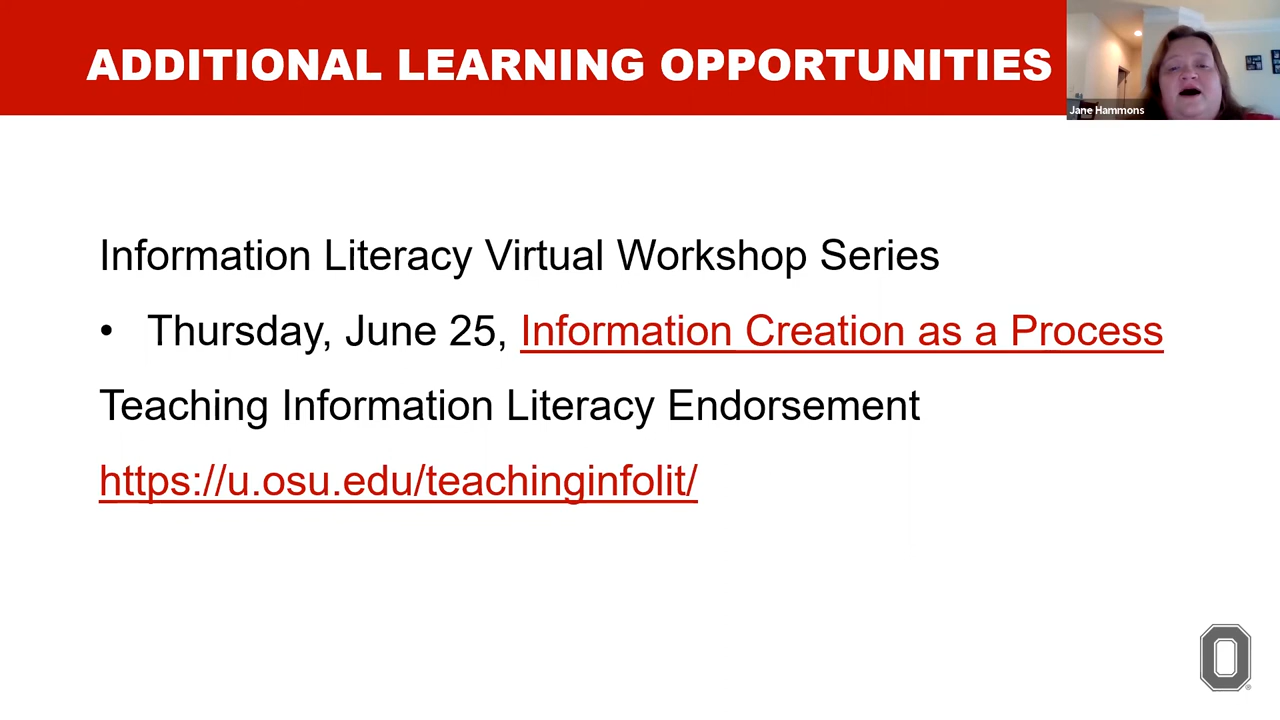 ADDITIONAL LEARNING OPPORTUNITIES
Jane Hammons
Information Literacy Virtual Workshop Series
• Thursday, June 25, Information Creation as a Process
Teaching Information Literacy Endorsement
https://u.osu.edu/teachinginfolit/
O